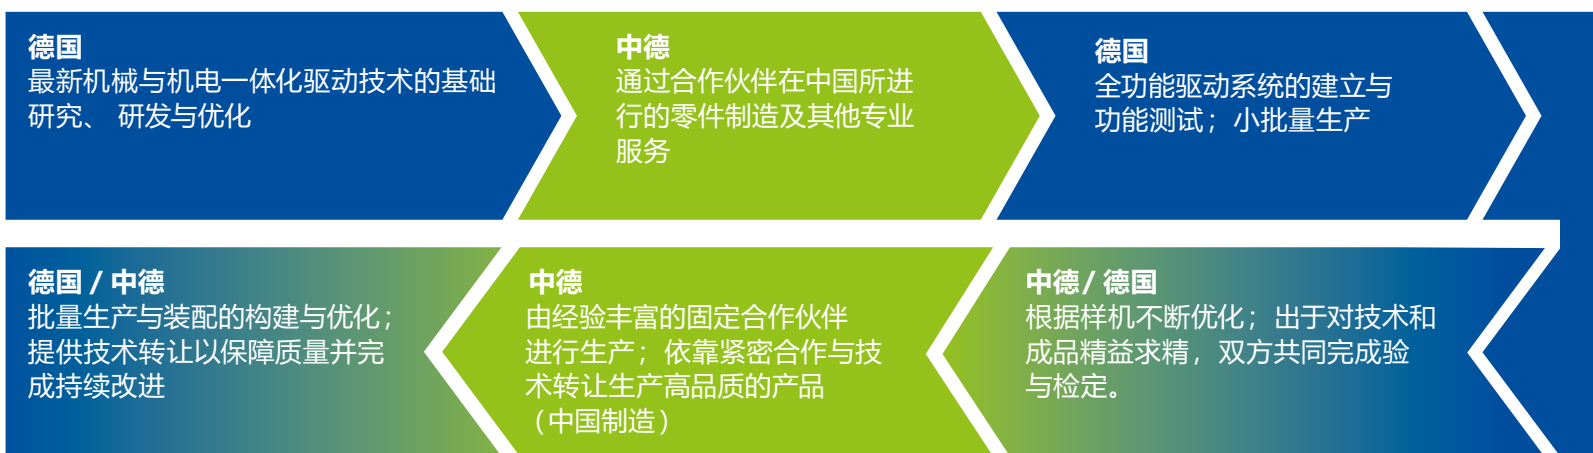 德国
最新机械与机电一体化驱动技术的基础
研究、 研发与优化
中德
通过合作伙伴在中国所进
行的零件制造及其他专业
服务
德国
全功能驱动系统的建立与
功能测试；小批量生产
中德 / 德国
根据样机不断优化；出于对技术和
成品精益求精，双方共同完成验
与检定。
中德
由经验丰富的固定合作伙伴
进行生产；依靠紧密合作与技
术转让生产高品质的产品
（中国制造）
德国 / 中德
批量生产与装配的构建与优化；
提供技术转让以保障质量并完
成持续改进